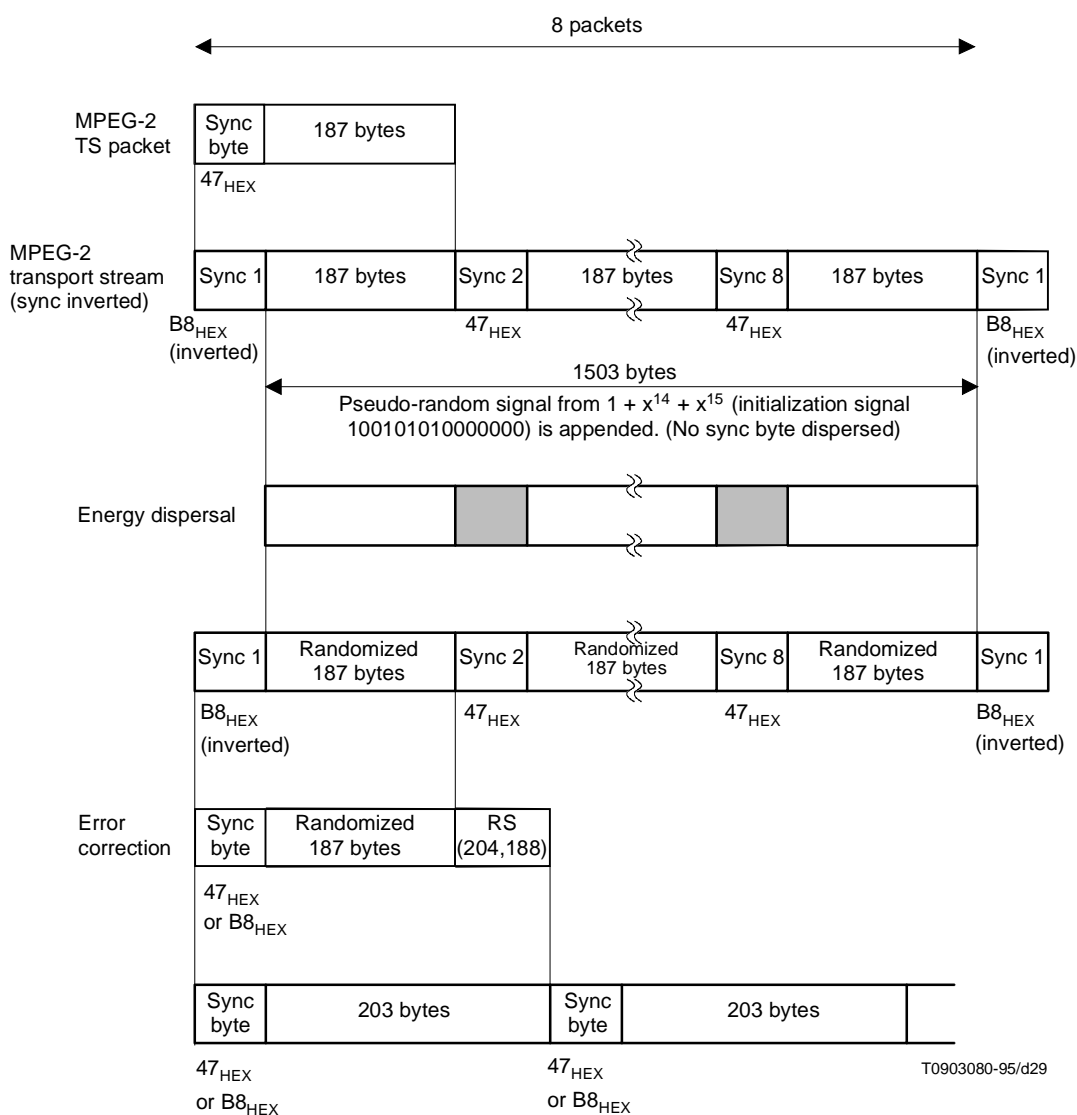 8 packets
MPEG-2
TS packet
Sync
byte
187 bytes
47HEX
MPEG-2
transport stream
(sync inverted)
Sync 1
187 bytes
Sync 2
187 bytes
Sync 8
187 bytes
Sync 1
B8HEX
(inverted)
47HEX
47HEX
B8HEX
(inverted)
1503 bytes
Pseudo-random signal from 1 + x14 + x15 (initialization signal
100101010000000) is appended. (No sync byte dispersed)
Energy dispersal
Sync 1
Randomized
187 bytes
Sync 2
Randomized
187 bytes
Sync 8
Randomized
187 bytes
Sync 1
B8HEX
(inverted)
47HEX
47HEX
B8HEX
(inverted)
Error
correction
Sync
byte
Randomized
187 bytes
RS
(204,188)
47HEX
or B8HEX
Sync
byte
203 bytes
Sync
byte
203 bytes
47HEX
or B8HEX
47HEX
or B8HEX
T0903080-95/d29